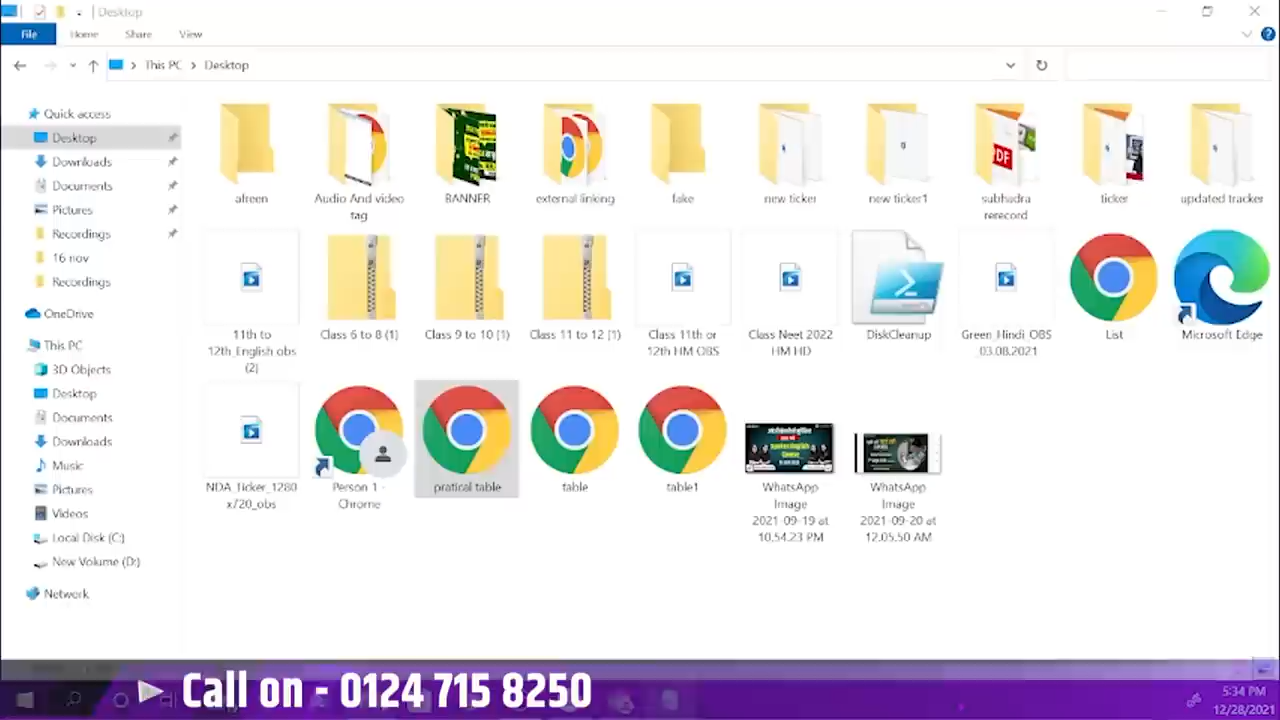 Desktop
File Home Share View
This PC Desktop
Quick access
Desktop
Downloads
Documents
Pictures
Recordings
16 nov
Recordings
OneDrive
This PC
3D Objects
Desktop
Documents
Downloads
Music
Pictures
Videos
Local Disk (C:)
New Volume (D:)
Network
afreen
Audio And video
tag
BANNER
external linking
fake
new ticker
new ticker1
subhadra
rerecord
ticker
updated tracker
11th to
12th_English obs
(2)
Class 6 to 8 (1)
Class 9 to 10 (1)
Class 11 to 12 (1)
Class 11th or
12th HM OBS
Class Neet 2022
HM HD
DiskCleanup
Green_Hindi_OBS
_03.08.2021
List
Microsoft Edge
NDA_Ticker_1280
x720_obs
Person 1 -
Chrome
pratical table
table
table1
WhatsApp
Image
2021-09-19 at
10.54.23 PM
WhatsApp
Image
2021-09-20 at
12.05.50 AM
PDF
Call on - 0124 715 8250
5:34 PM
12/28/2021